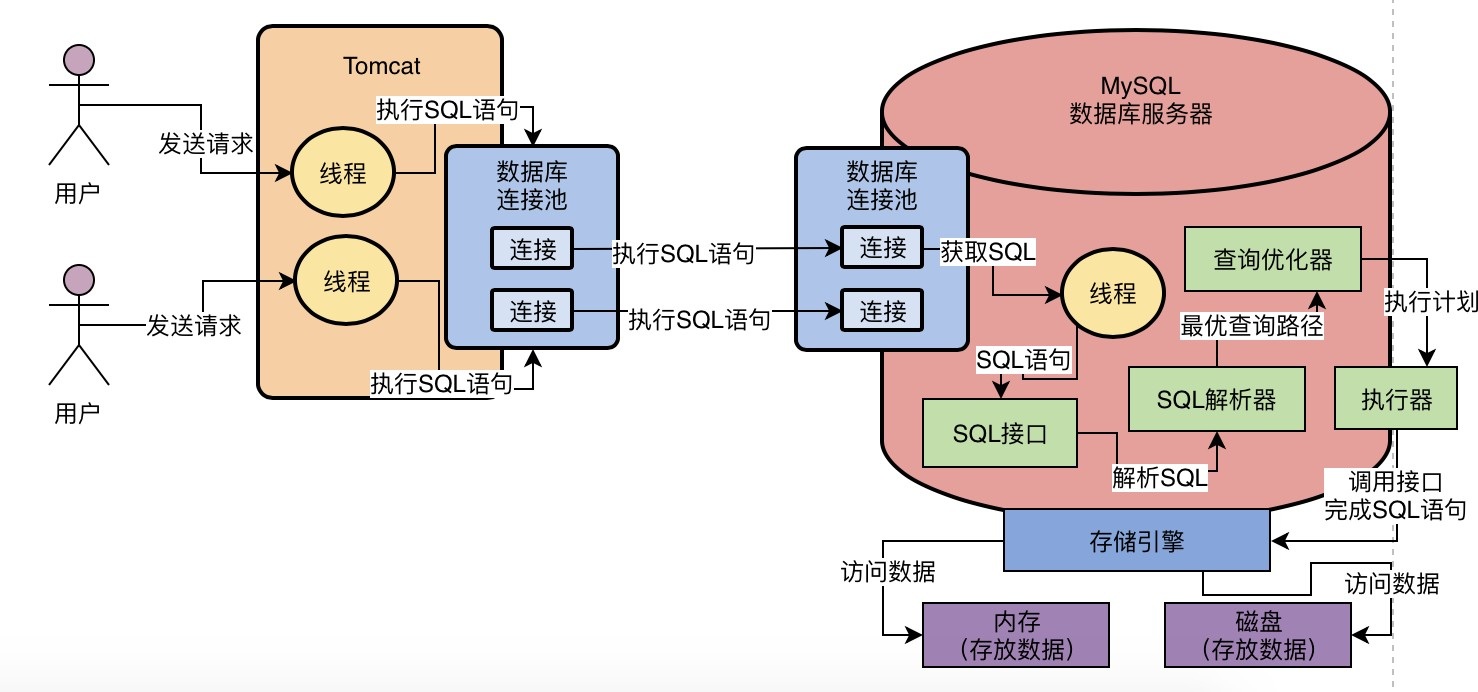 用户
发送请求
Tomcat
执行SQL语句
线程
数据库
连接池
连接
连接
线程
用户
发送请求
执行SQL语句
执行SQL语句
执行SQL语句
MySQL
数据库服务器
数据库
连接池
连接
连接
获取SQL
线程
SQL语句
SQL接口
解析SQL
SQL解析器
最优查询路径
查询优化器
执行计划
执行器
调用接口
完成SQL语句
存储引擎
访问数据
访问数据
内存
（存放数据）
磁盘
（存放数据）